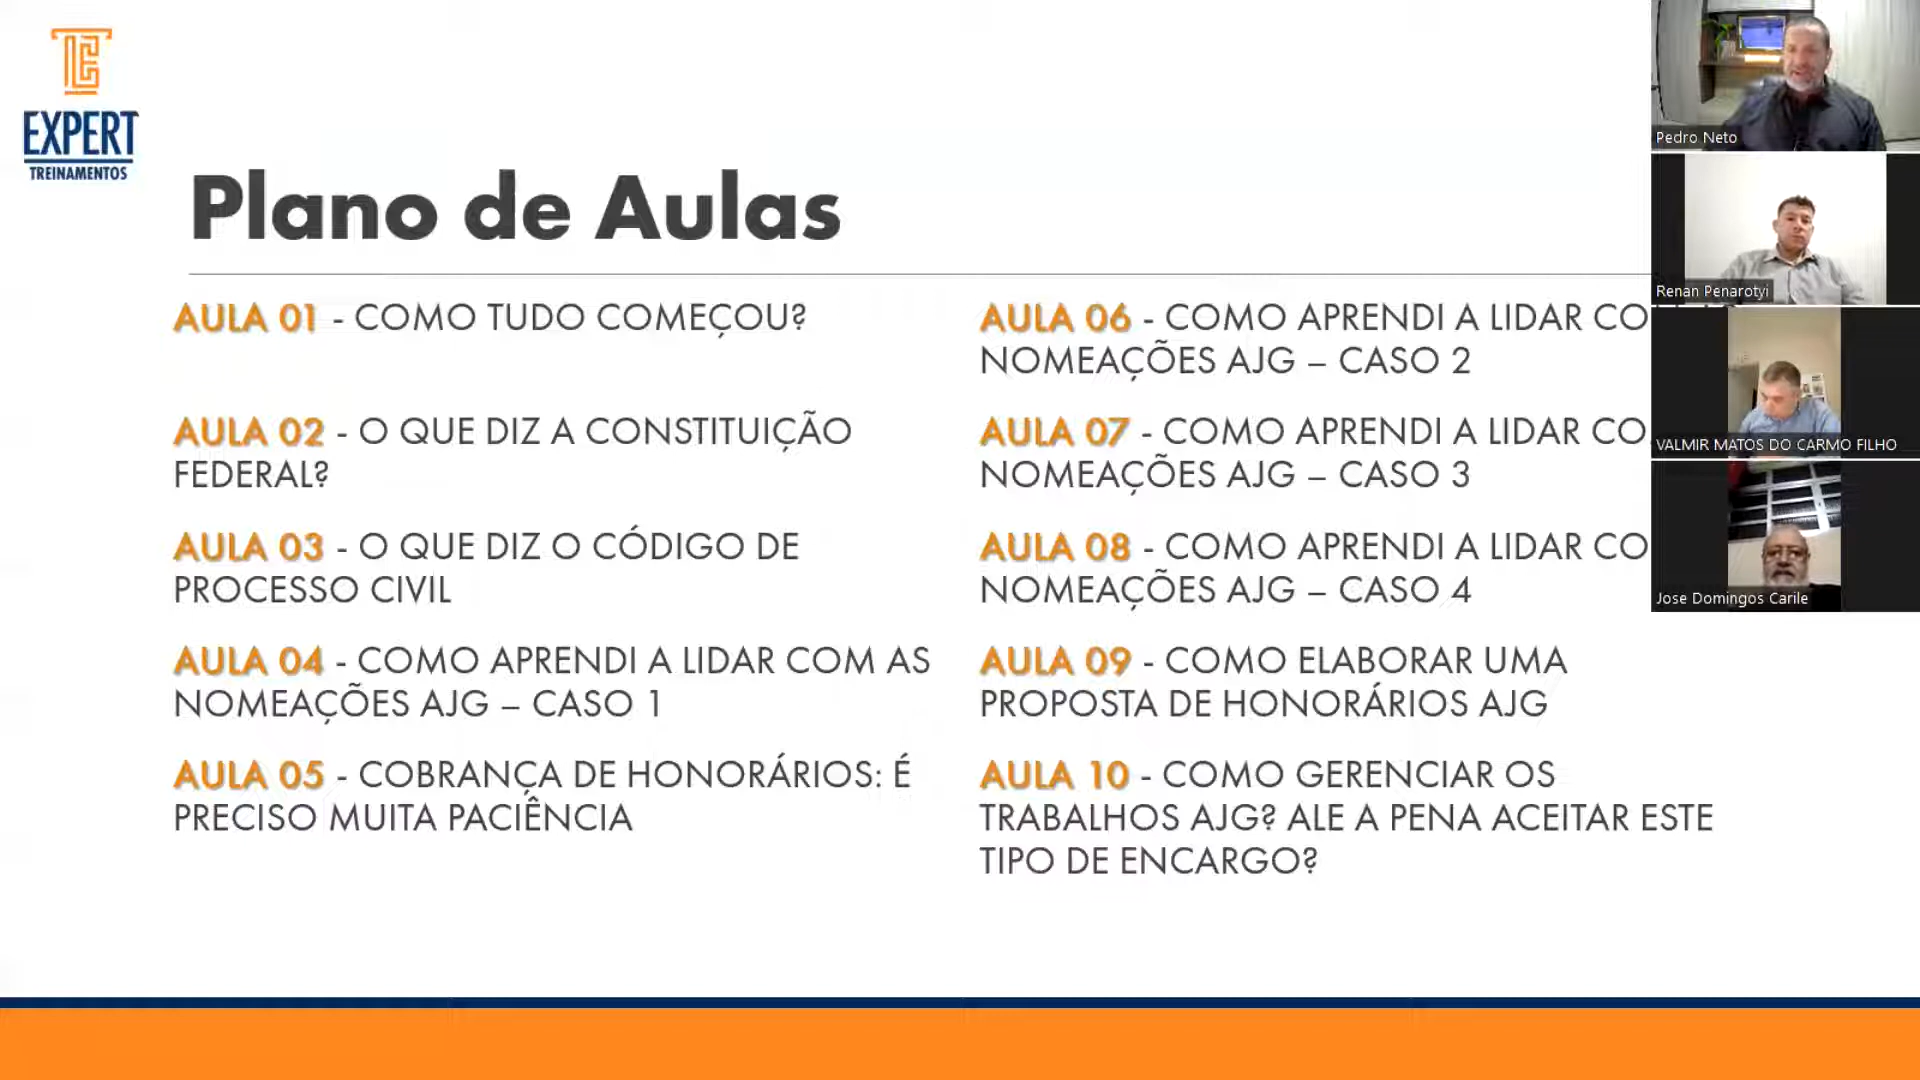 EXPERT
TREINAMENTOS
Plano de Aulas
AULA 01 - COMO TUDO COMEÇOU?
AULA 02 - O QUE DIZ A CONSTITUIÇÃO
FEDERAL?
AULA 03 - O QUE DIZ O CÓDIGO DE
PROCESSO CIVIL
AULA 04 - COMO APRENDI A LIDAR COM AS
NOMEAÇÕES AJG – CASO 1
AULA 05 - COBRANÇA DE HONORÁRIOS: É
PRECISO MUITA PACIÊNCIA
AULA 06 - COMO APRENDI A LIDAR CO
NOMEAÇÕES AJG – CASO 2
AULA 07 - COMO APRENDI A LIDAR CO
NOMEAÇÕES AJG – CASO 3
AULA 08 - COMO APRENDI A LIDAR CO
NOMEAÇÕES AJG – CASO 4
AULA 09 - COMO ELABORAR UMA
PROPOSTA DE HONORÁRIOS AJG
AULA 10 - COMO GERENCIAR OS
TRABALHOS AJG? ALE A PENA ACEITAR ESTE
TIPO DE ENCARGO?
Pedro Neto
Renan Penarotyi
VALMIR MATOS DO CARMO FILHO
Jose Domingos Carile